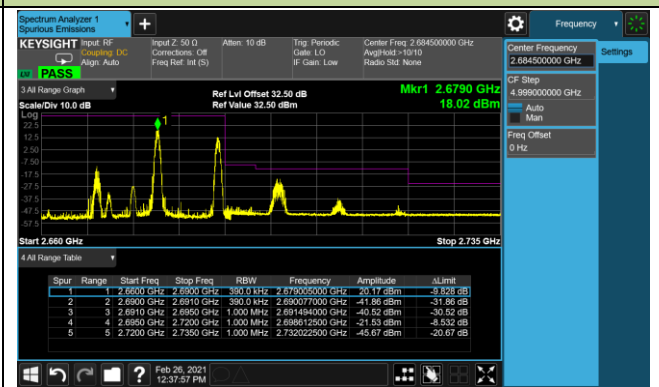 Spectrum Analyzer 1
Spurious Emissions
Frequency
KEYSIGHT
Input: RF
Coupling: DC
Align: Auto
Input Z: 50 Ω
Corrections: Off
Freq Ref: Int (S)
Atten: 10 dB
Trig: Periodic
Gate: LO
IF Gain: Low
Center Freq: 2.684500000 GHz
Avg|Hold:>10/10
Radio Std: None
PASS
Center Frequency
2.684500000 GHz
Settings
CF Step
4.999000000 GHz
Auto
Man
Freq Offset
0 Hz
3 All Range Graph
Scale/Div 10.0 dB
Ref Lvl Offset 32.50 dB
Ref Value 32.50 dBm
Mkr1 2.6790 GHz
18.02 dBm
Log
22.5
12.5
2.50
-7.50
-17.5
-27.5
-37.5
-47.5
-57.5
1
Start 2.660 GHz
Stop 2.735 GHz
4 All Range Table
Spur Range Start Freq Stop Freq RBW Frequency Amplitude ΔLimit
1 1 2.6600 GHz 2.6900 GHz 390.0 kHz 2.679005000 GHz 20.17 dBm -9.828 dB
2 2 2.6900 GHz 2.6910 GHz 390.0 kHz 2.690077000 GHz -41.86 dBm -31.86 dB
3 3 2.6910 GHz 2.6950 GHz 1.000 MHz 2.691494000 GHz -40.52 dBm -30.52 dB
4 4 2.6950 GHz 2.7200 GHz 1.000 MHz 2.698612500 GHz -21.53 dBm -8.532 dB
5 5 2.7200 GHz 2.7350 GHz 1.000 MHz 2.732022500 GHz -45.67 dBm -20.67 dB
Feb 26, 2021
12:37:57 PM